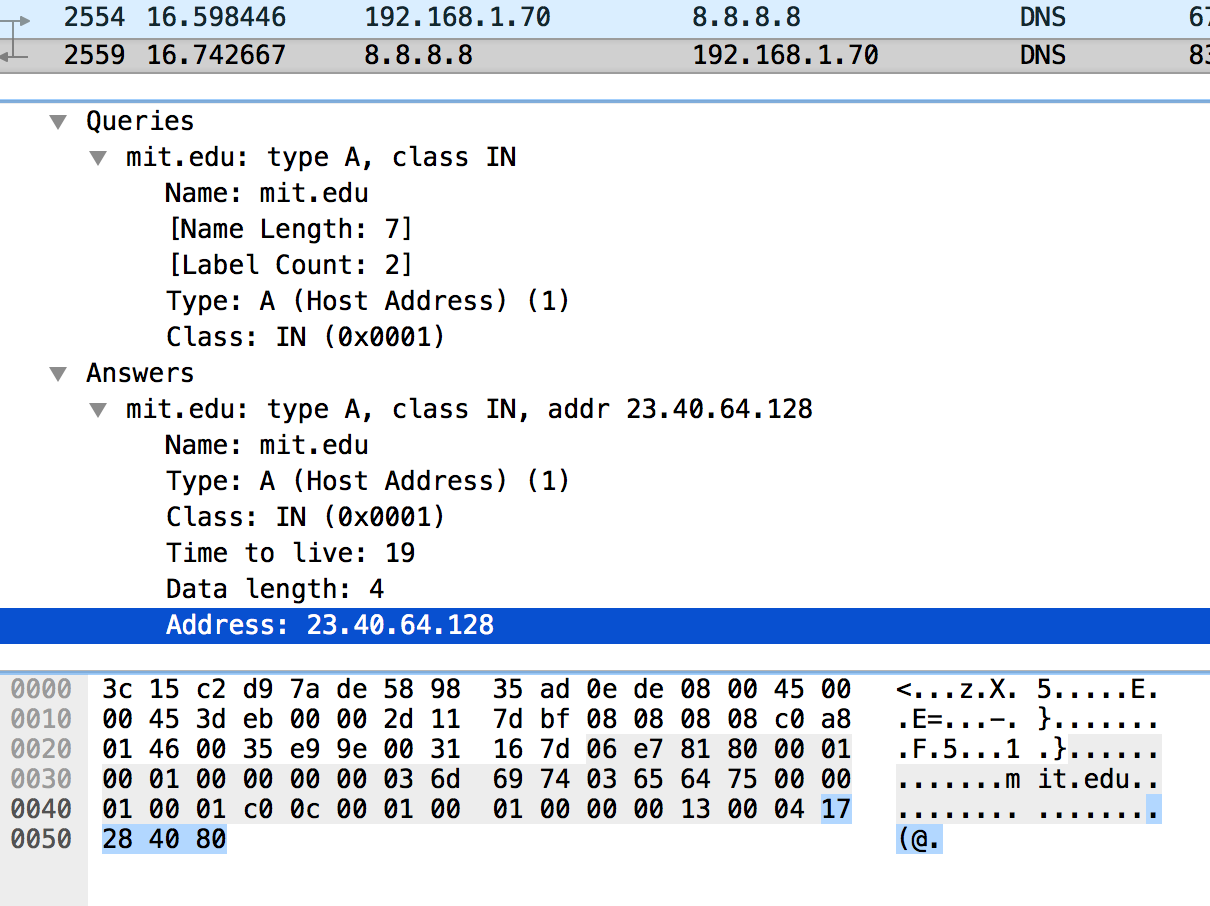 2554 16.598446 192.168.1.70 8.8.8.8 DNS 67
2559 16.742667 8.8.8.8 192.168.1.70 DNS 83
Queries
mit.edu: type A, class IN
Name: mit.edu
[Name Length: 7]
[Label Count: 2]
Type: A (Host Address) (1)
Class: IN (0x0001)
Answers
mit.edu: type A, class IN, addr 23.40.64.128
Name: mit.edu
Type: A (Host Address) (1)
Class: IN (0x0001)
Time to live: 19
Data length: 4
Address: 23.40.64.128
0000 3c 15 c2 d9 7a de 58 98 35 ad 0e de 08 00 45 00 <...z.X. 5.....E.
0010 00 45 3d eb 00 00 2d 11 7d bf 08 08 08 08 c0 a8 .E=...-. }.......
0020 01 46 00 35 e9 9e 00 31 16 7d 06 e7 81 80 00 01 .F.5...1 .}......
0030 00 01 00 00 00 00 03 6d 69 74 03 65 64 75 00 00 .......m it.edu..
0040 01 00 01 c0 0c 00 01 00 01 00 00 00 13 00 04 17 ........ ........
0050 28 40 80 (@.